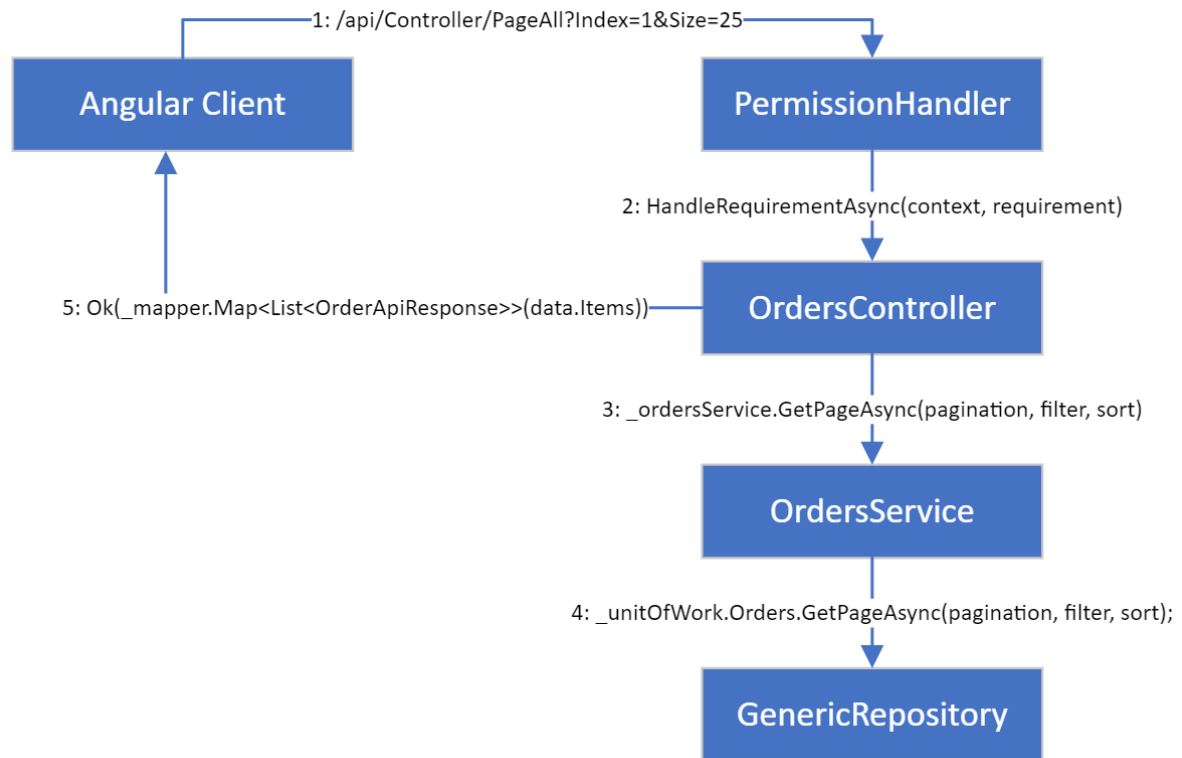 1: /api/Controller/PageAll?Index=1&Size=25
Angular Client
PermissionHandler
2: HandleRequirementAsync(context, requirement)
5: Ok(_mapper.Map<List<OrderApiResponse>>(data.Items))
OrdersController
3: _ordersService.GetPageAsync(pagination, filter, sort)
OrdersService
4: _unitOfWork.Orders.GetPageAsync(pagination, filter, sort);
GenericRepository